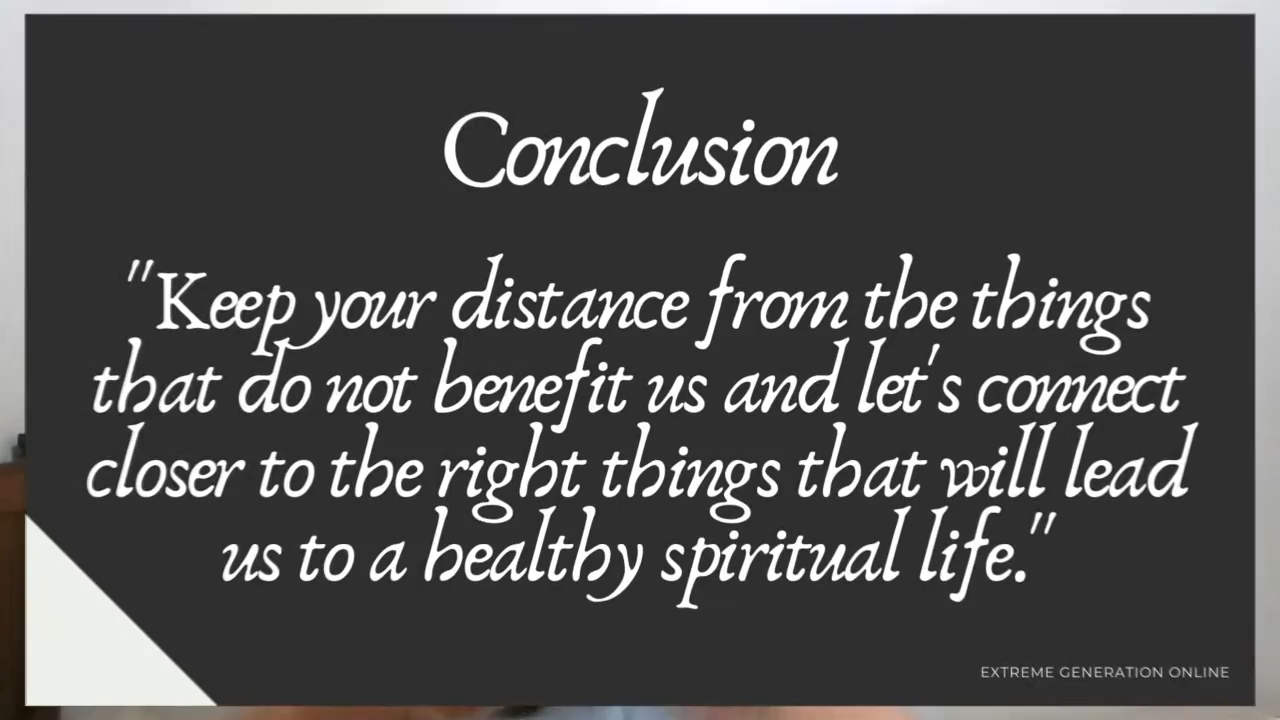 Conclusion
"Keep your distance from the things
that do not benefit us and let's connect
closer to the right things that will lead
us to a healthy spiritual life."
EXTREME GENERATION ONLINE